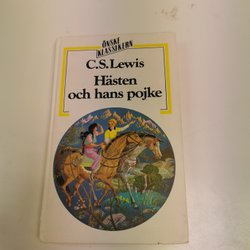 ÖNSKE
KLASSIKERN
C.S. Lewis
Hästen
och hans pojke